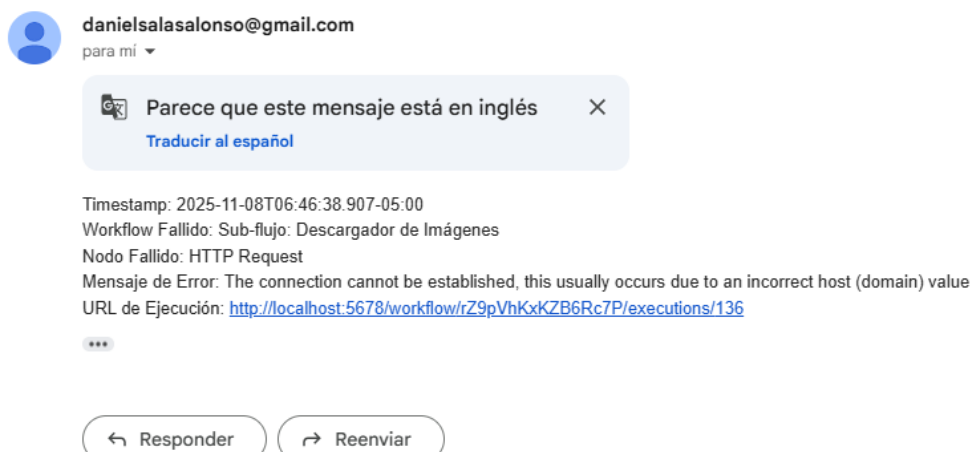 danielsalasalonso@gmail.com
para mí
Parece que este mensaje está en inglés
Traducir al español
Timestamp: 2025-11-08T06:46:38.907-05:00
Workflow Fallido: Sub-flujo: Descargador de Imágenes
Nodo Fallido: HTTP Request
Mensaje de Error: The connection cannot be established, this usually occurs due to an incorrect host (domain) value
URL de Ejecución: http://localhost:5678/workflow/rZ9pVhKxKZB6Rc7P/executions/136
Responder
Reenviar